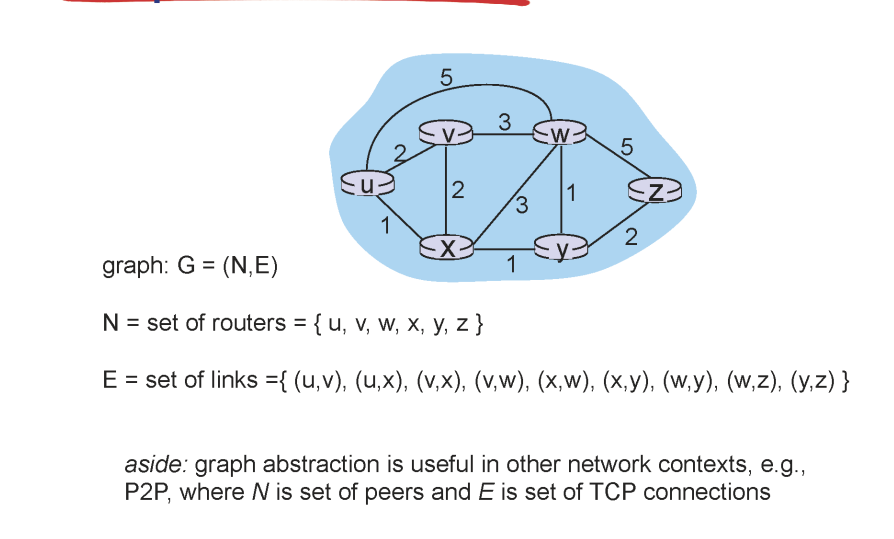 5
3
v
w
5
2
u
2
3
1
z
1
x
y
2
1
graph: G = (N,E)
N = set of routers = { u, v, w, x, y, z }
E = set of links ={ (u,v), (u,x), (v,x), (v,w), (x,w), (x,y), (w,y), (w,z), (y,z) }
aside: graph abstraction is useful in other network contexts, e.g.,
P2P, where N is set of peers and E is set of TCP connections